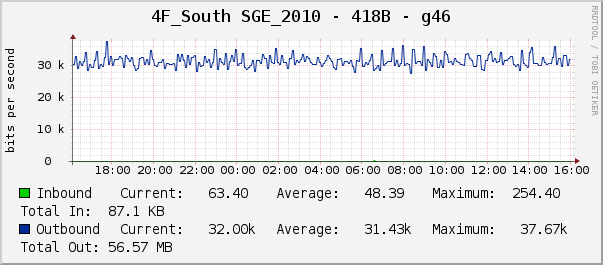 4F_South SGE_2010 - 418B - g46
RRDTOOL / TOBI OETIKER
bits per second
30 k
20 k
10 k
0
18:00 20:00 22:00 00:00 02:00 04:00 06:00 08:00 10:00 12:00 14:00 16:00
Inbound Current: 63.40 Average: 48.39 Maximum: 254.40
Total In: 87.1 KB
Outbound Current: 32.00k Average: 31.43k Maximum: 37.67k
Total Out: 56.57 MB